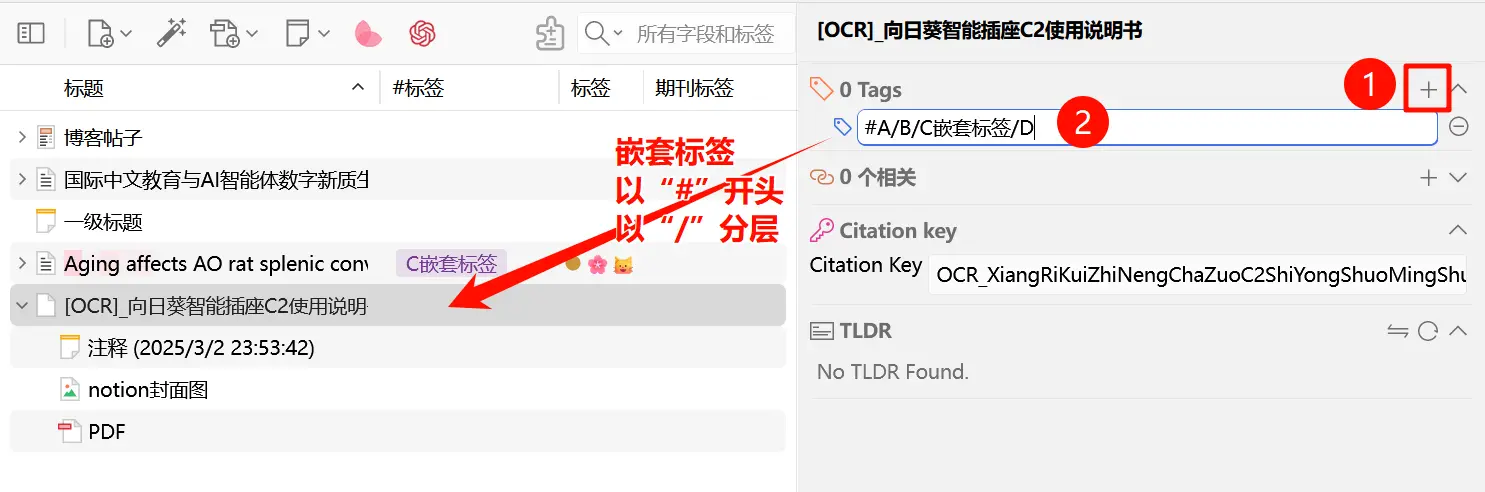 所有字段和标签
标题
#标签
标签
期刊标签
博客帖子
国际中文教育与AI智能体数字新质生
一级标题
Aging affects AO rat splenic conv
C嵌套标签
[OCR]_向日葵智能插座C2使用说明
注释 (2025/3/2 23:53:42)
notion封面图
PDF
嵌套标签
以“#”开头
以“/”分层
[OCR]_向日葵智能插座C2使用说明书
0 Tags
1
#A/B/C嵌套标签/D
2
0 个相关
Citation key
Citation Key
OCR_XiangRiKuiZhiNengChaZuoC2ShiYongShuoMingShu
TLDR
No TLDR Found.